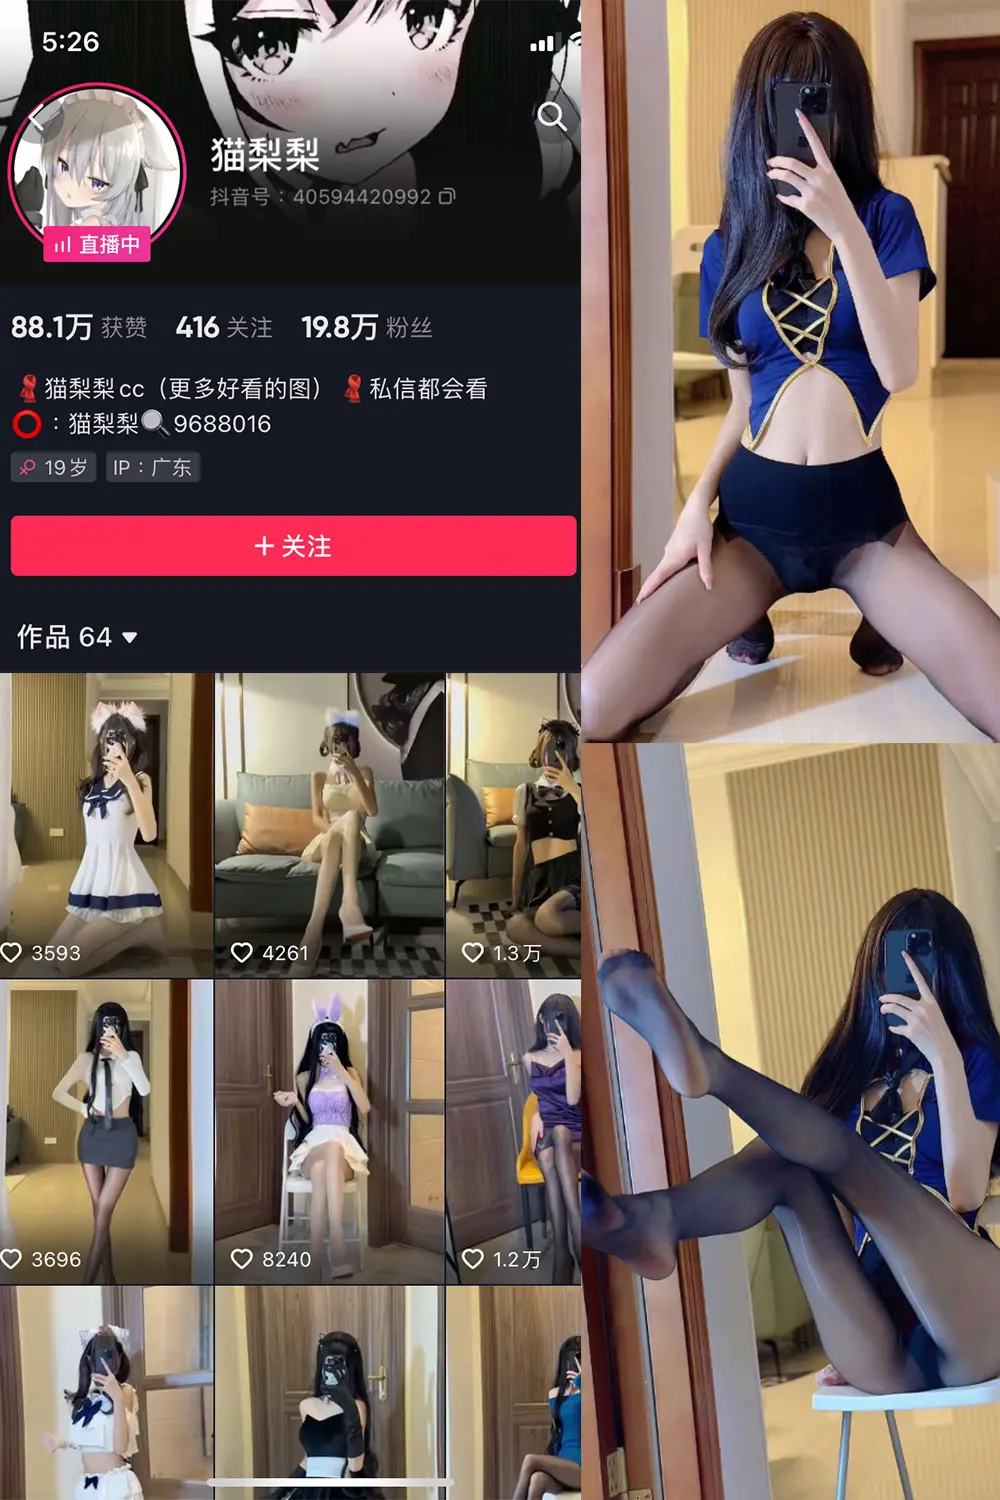 5:26
猫梨梨
抖音号：40594420992
直播中
88.1万 获赞 416 关注 19.8万 粉丝
猫梨梨cc（更多好看的图） 私信都会看
⭕：猫梨梨🔍9688016
19岁 IP：广东
＋关注
作品 64
3593
4261
1.3万
3696
8240
1.2万